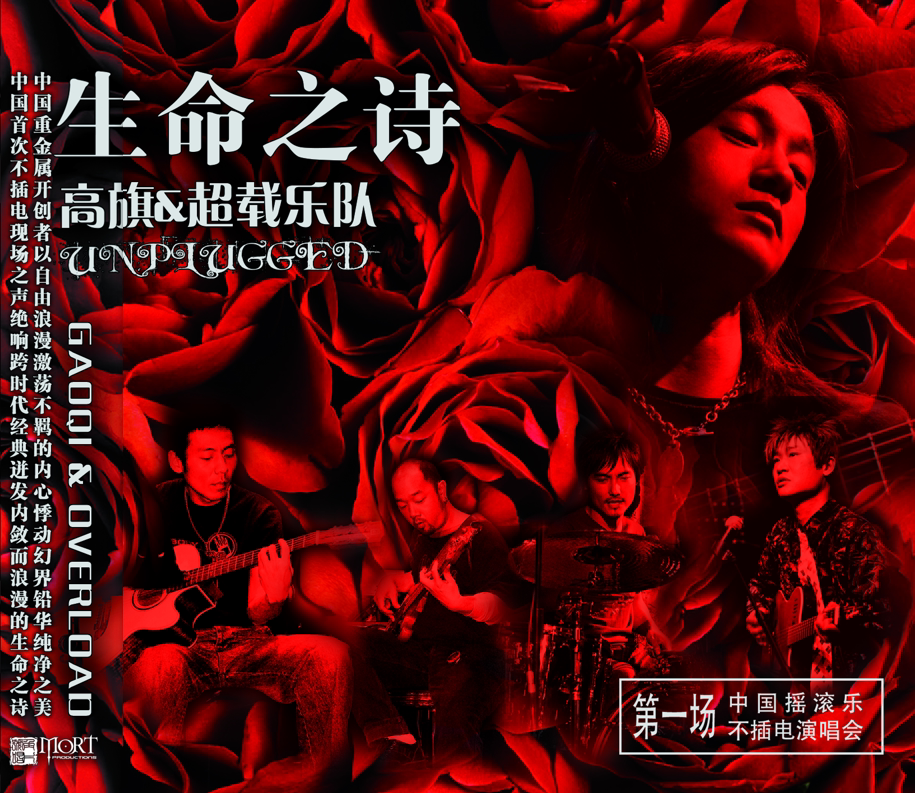 生命之诗
高旗&超载乐队
UNPLUGGED
中国重金属开创者以自由浪漫激荡不羁的内心悸动幻界铅华纯净之美
中国首次不插电现场之声绝响跨时代经典迸发内敛而浪漫的生命之诗
GAOQI & OVERLOAD
MORT
PRODUCTIONS
第一场
中国摇滚乐
不插电演唱会